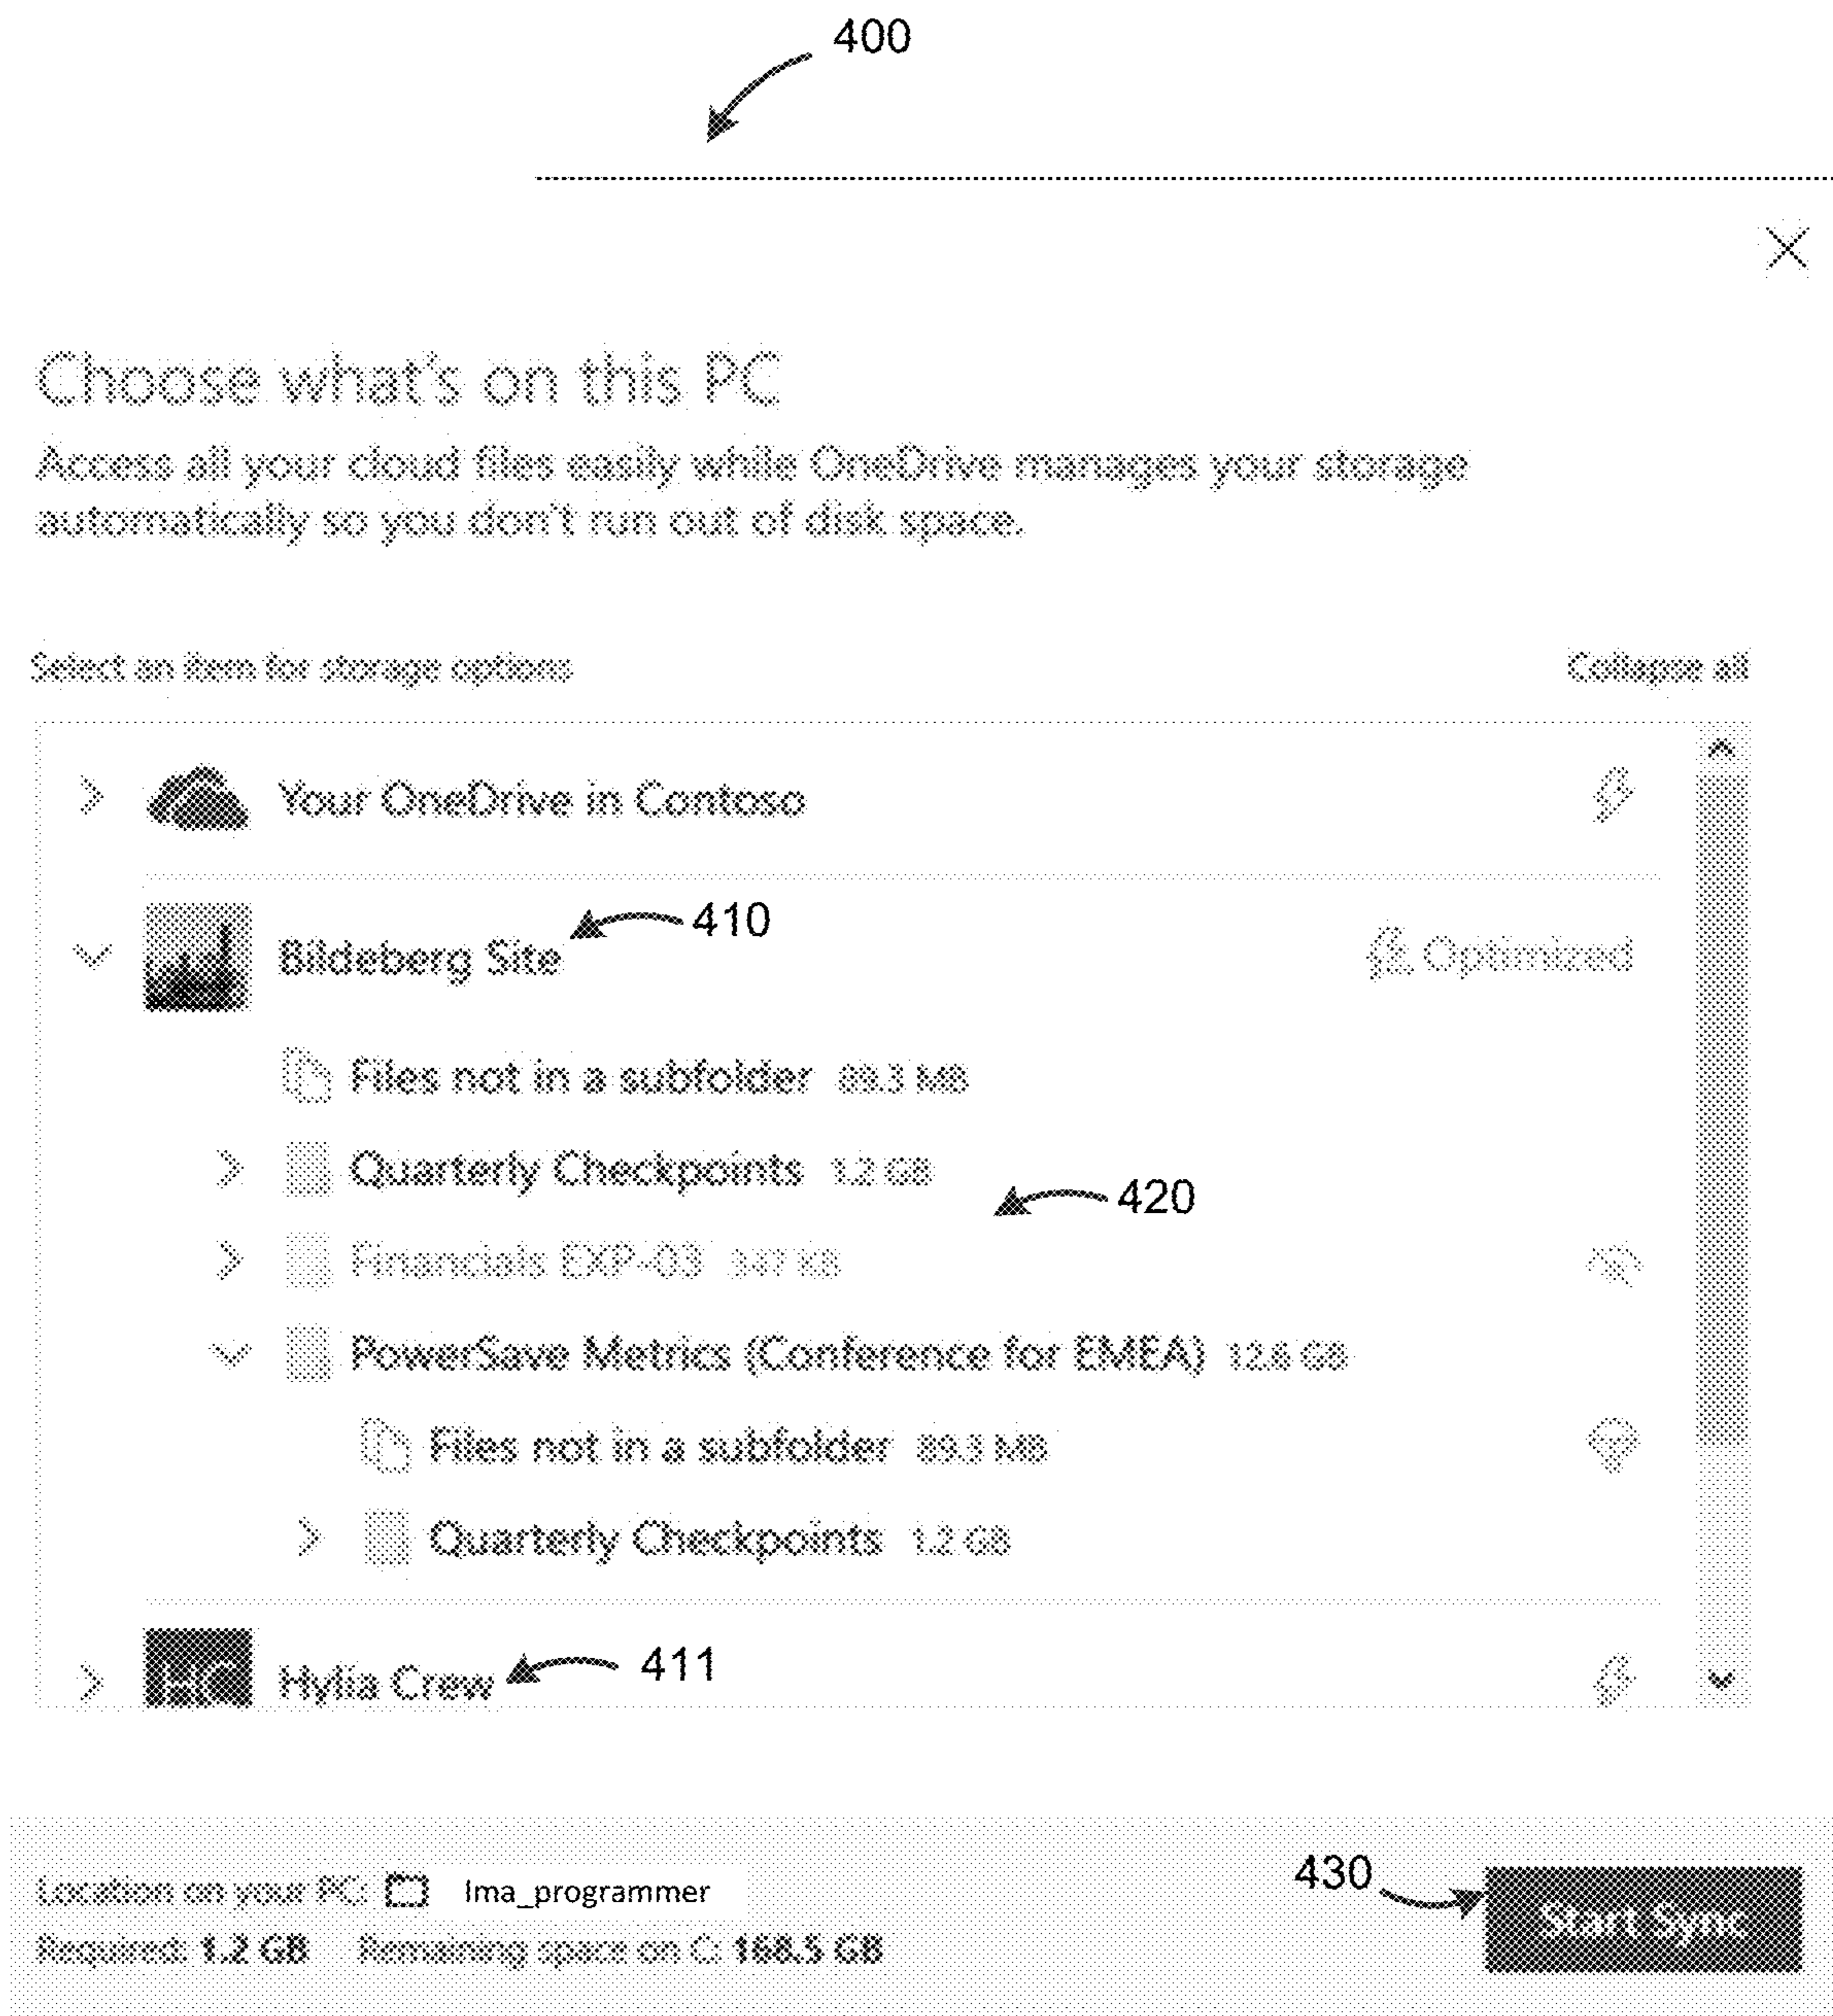 400
Choose what's on this PC
Access all your cloud files easily while OneDrive manages your storage
automatically so you don't run out of disk space.
Select an item for storage options Collapse all
Your OneDrive in Contoso
Bildeberg Site 410 Optimized
Files not in a subfolder 89.3 MB
Quarterly Checkpoints 1.2 GB
420
Financials EXP-03 347 KB
PowerSave Metrics (Conference for EMEA) 12.6 GB
Files not in a subfolder 89.3 MB
Quarterly Checkpoints 1.2 GB
HC Hylia Crew 411
Location on your PC: Ima_programmer 430 Start Sync
Required: 1.2 GB Remaining space on C: 168.5 GB